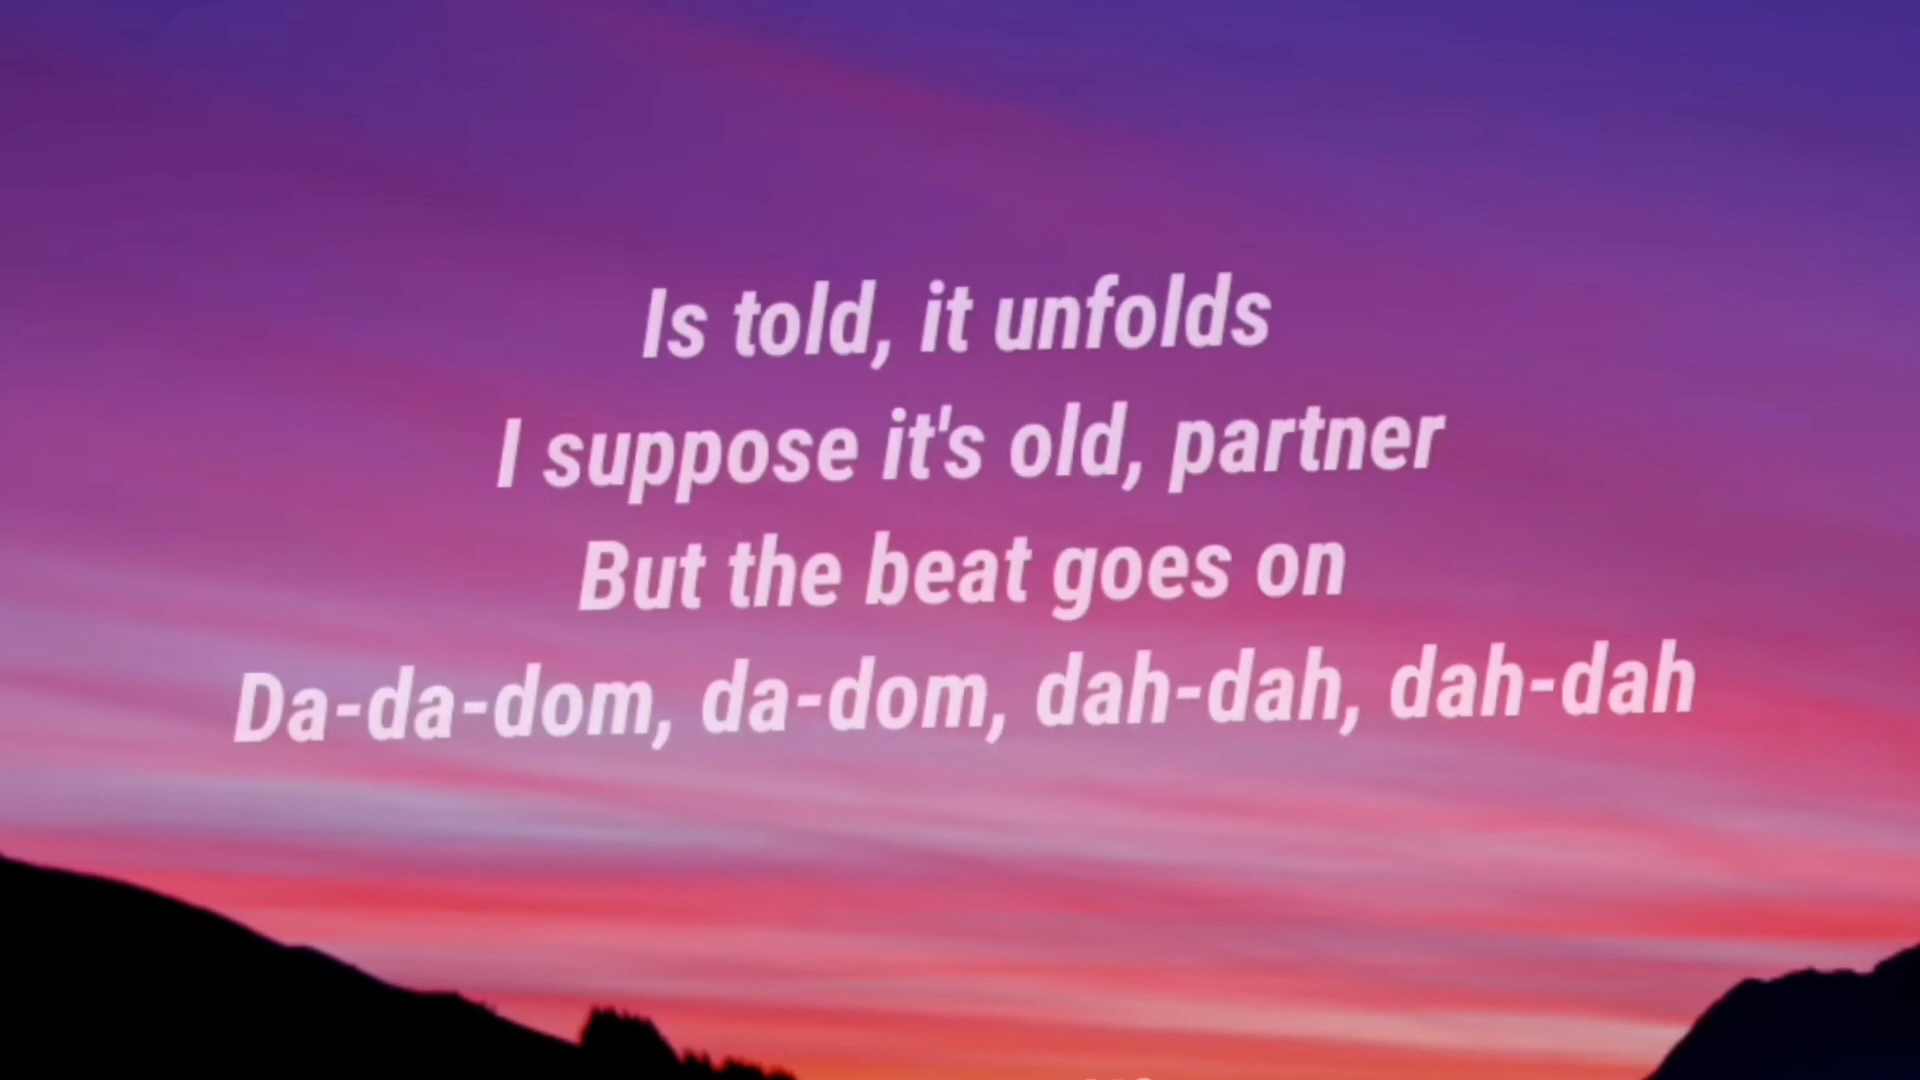 Is told, it unfolds
I suppose it's old, partner
But the beat goes on
Da-da-dom, da-dom, dah-dah, dah-dah